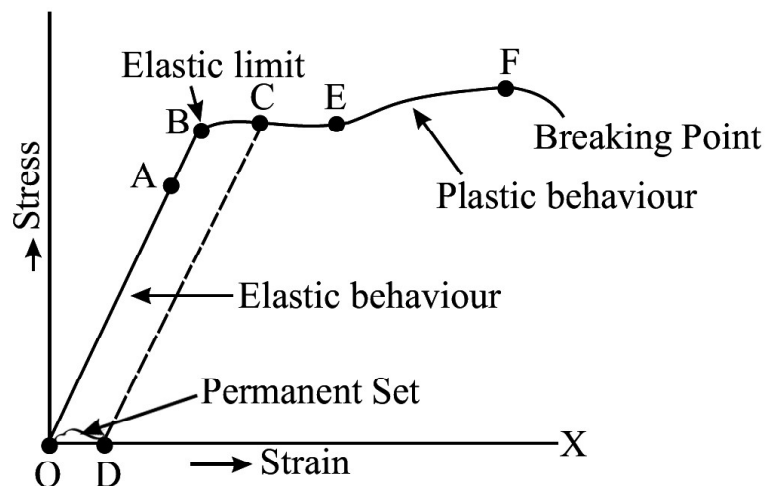 Elastic limit
F
B
C
E
Breaking Point
A
Plastic behaviour
Stress
Elastic behaviour
Permanent Set
X
O
D
Strain